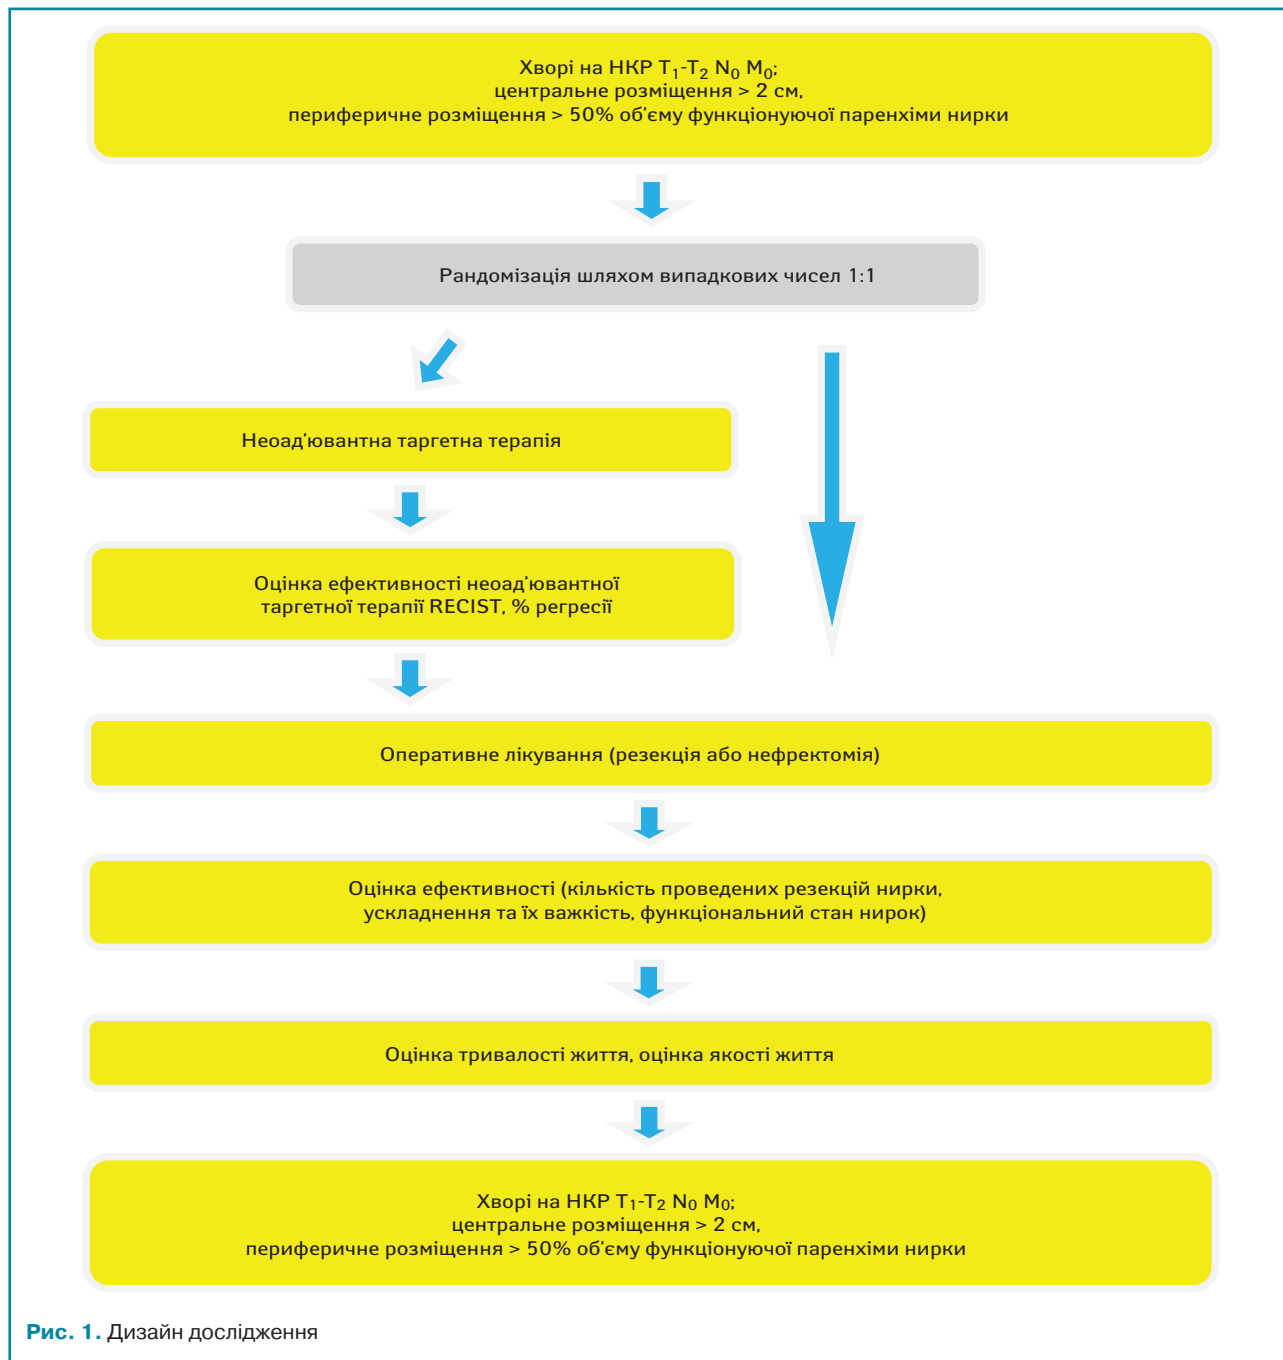 Хворі на НКР T₁-T₂ N₀ M₀;
центральне розміщення > 2 см,
периферичне розміщення > 50% об’єму функціонуючої паренхіми нирки
Рандомізація шляхом випадкових чисел 1:1
Неоад’ювантна таргетна терапія
Оцінка ефективності неоад’ювантної
таргетної терапії RECIST, % регресії
Оперативне лікування (резекція або нефректомія)
Оцінка ефективності (кількість проведених резекцій нирки,
ускладнення та їх важкість, функціональний стан нирок)
Оцінка тривалості життя, оцінка якості життя
Хворі на НКР T₁-T₂ N₀ M₀;
центральне розміщення > 2 см,
периферичне розміщення > 50% об’єму функціонуючої паренхіми нирки
Рис. 1. Дизайн дослідження